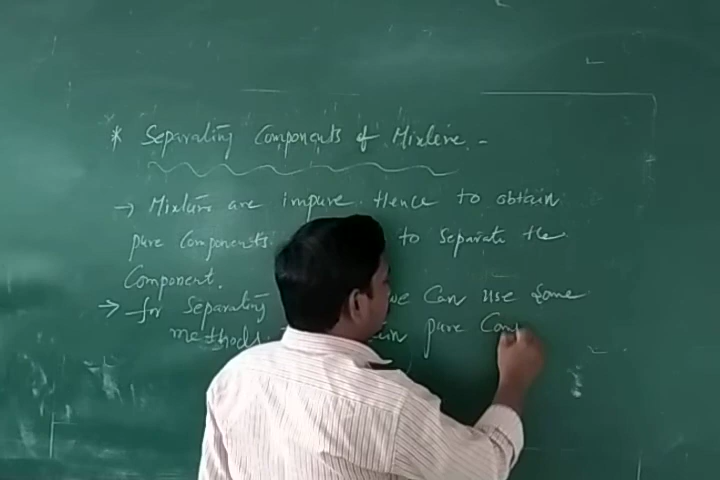 * Separating Components of Mixture. -
→ Mixtures are impure. Hence to obtain
pure components to separate the
Component.
→ for Separating we can use some
methods pure Com